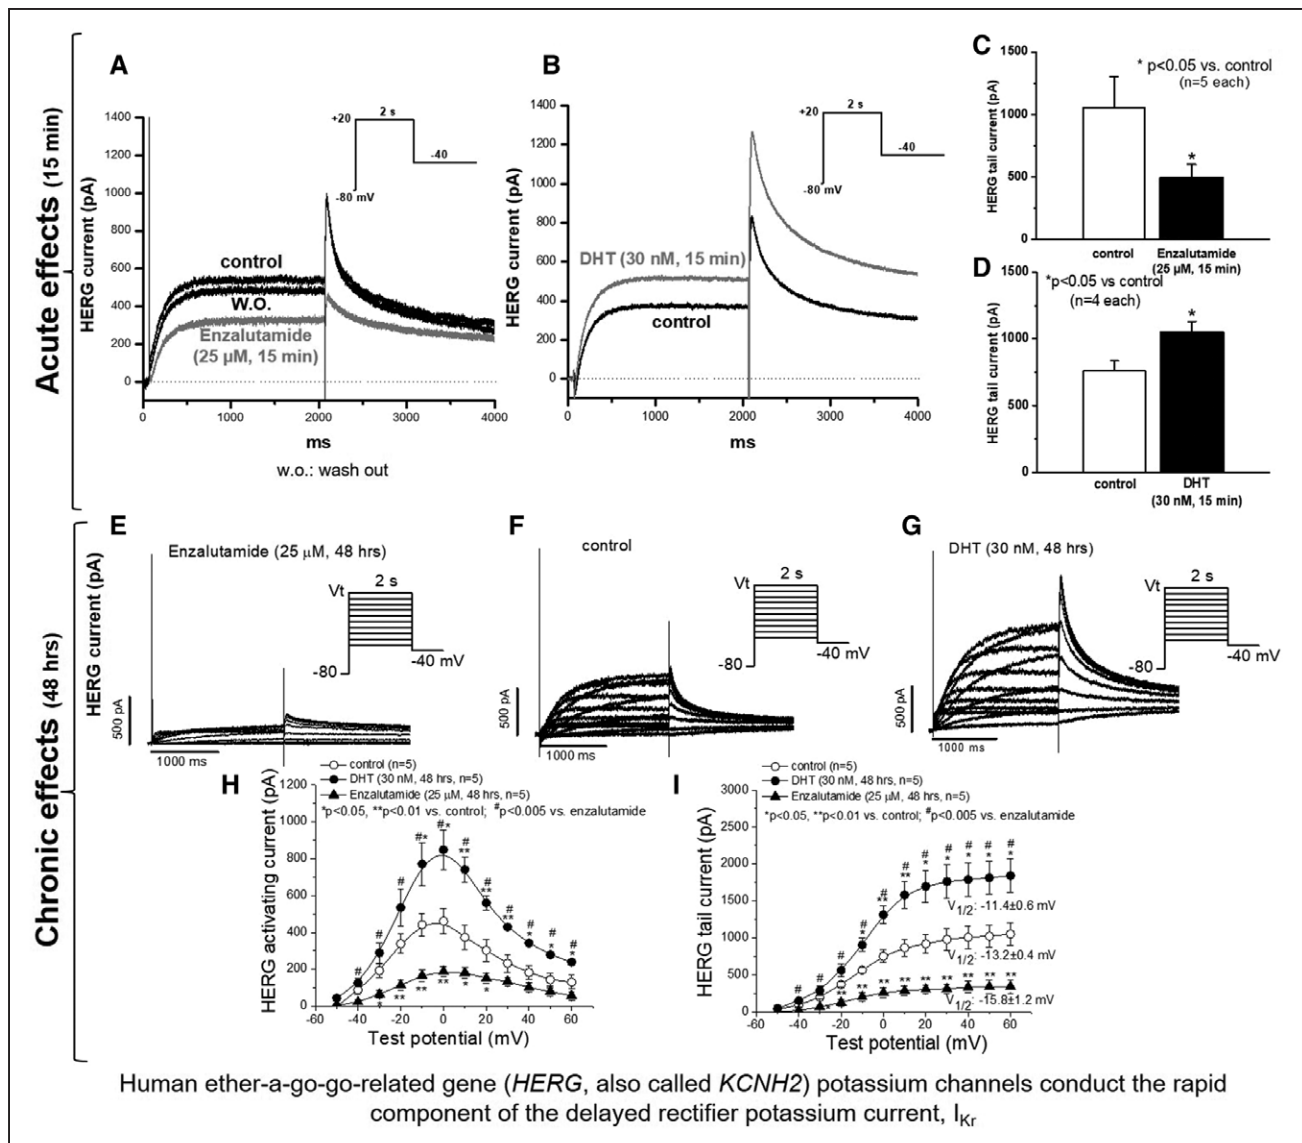 Acute effects (15 min)
A
HERG current (pA)
1400
1200
1000
800
600
400
200
0
0
1000
2000
3000
4000
ms
+20
2 s
-40
-80 mV
control
W.O.
Enzalutamide
(25 µM, 15 min)
w.o.: wash out
B
HERG current (pA)
1400
1200
1000
800
600
400
200
0
0
1000
2000
3000
4000
ms
+20
2 s
-40
-80 mV
DHT (30 nM, 15 min)
control
C
HERG tail current (pA)
1500
1000
500
0
* p<0.05 vs. control
(n=5 each)
*
control
Enzalutamide
(25 µM, 15 min)
D
HERG tail current (pA)
1500
1000
500
0
*p<0.05 vs control
(n=4 each)
*
control
DHT
(30 nM, 15 min)
Chronic effects (48 hrs)
E
HERG current (pA)
Enzalutamide (25 µM, 48 hrs)
Vt
2 s
-80
-40 mV
500 pA
1000 ms
F
control
Vt
2 s
-80
-40 mV
500 pA
1000 ms
G
DHT (30 nM, 48 hrs)
Vt
2 s
-80
-40 mV
500 pA
1000 ms
H
control (n=5)
DHT (30 nM, 48 hrs, n=5)
Enzalutamide (25 µM, 48 hrs, n=5)
*p<0.05, **p<0.01 vs. control; #p<0.005 vs. enzalutamide
HERG activating current (pA)
1200
1000
800
600
400
200
0
-60
-40
-20
0
20
40
60
Test potential (mV)
I
control (n=5)
DHT (30 nM, 48 hrs, n=5)
Enzalutamide (25 µM, 48 hrs, n=5)
*p<0.05, **p<0.01 vs. control; #p<0.005 vs. enzalutamide
HERG tail current (pA)
3000
2500
2000
1500
1000
500
0
V1/2: -11.4±0.6 mV
V1/2: -13.2±0.4 mV
V1/2: -15.8±1.2 mV
-60
-40
-20
0
20
40
60
Test potential (mV)
Human ether-a-go-go-related gene (HERG, also called KCNH2) potassium channels conduct the rapid
component of the delayed rectifier potassium current, IKr